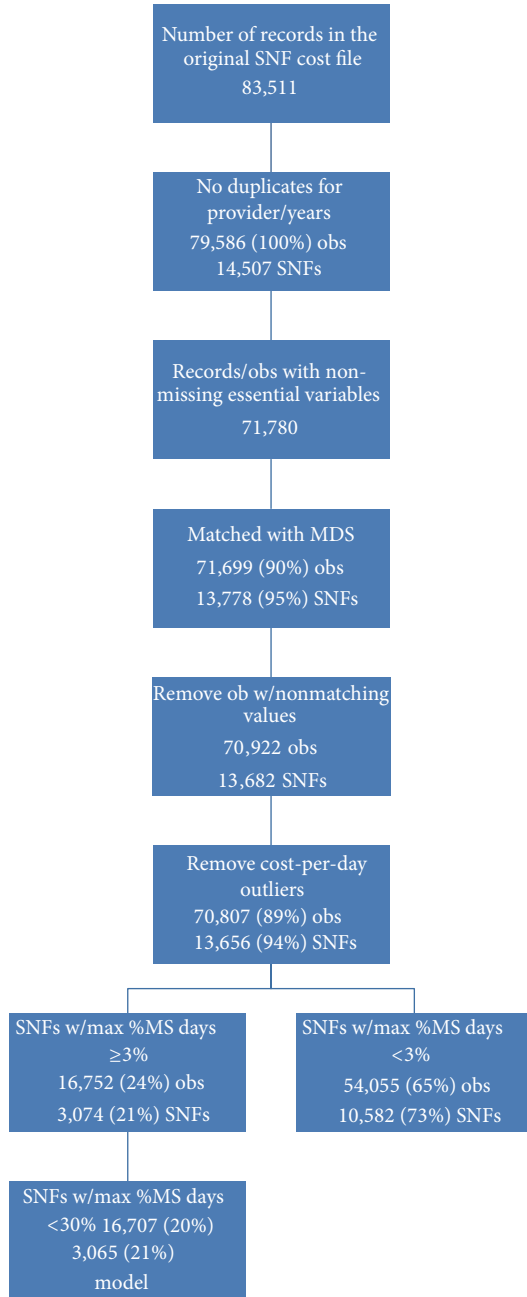 Number of records in the
original SNF cost file
83,511
No duplicates for
provider/years
79,586 (100%) obs
14,507 SNFs
Records/obs with non-
missing essential variables
71,780
Matched with MDS
71,699 (90%) obs
13,778 (95%) SNFs
Remove ob w/nonmatching
values
70,922 obs
13,682 SNFs
Remove cost-per-day
outliers
70,807 (89%) obs
13,656 (94%) SNFs
SNFs w/max %MS days
≥3%
16,752 (24%) obs
3,074 (21%) SNFs
SNFs w/max %MS days
<3%
54,055 (65%) obs
10,582 (73%) SNFs
SNFs w/max %MS days
<30% 16,707 (20%)
3,065 (21%)
model